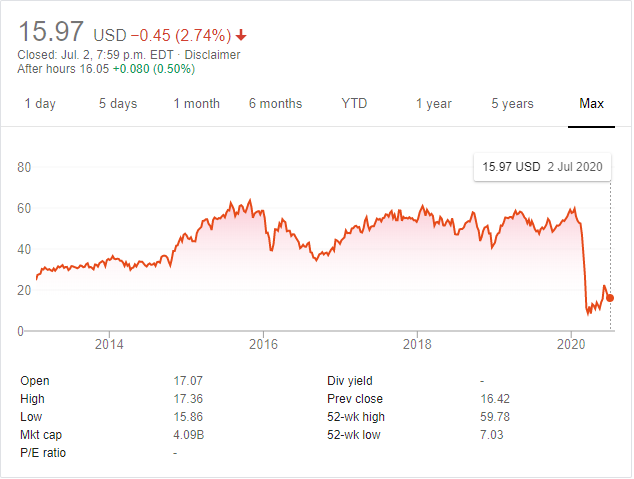 15.97 USD −0.45 (2.74%)
Closed: Jul. 2, 7:59 p.m. EDT · Disclaimer
After hours 16.05 +0.080 (0.50%)
1 day 5 days 1 month 6 months YTD 1 year 5 years Max
15.97 USD 2 Jul 2020
80
60
40
20
0
2014 2016 2018 2020
Open 17.07 Div yield -
High 17.36 Prev close 16.42
Low 15.86 52-wk high 59.78
Mkt cap 4.09B 52-wk low 7.03
P/E ratio -